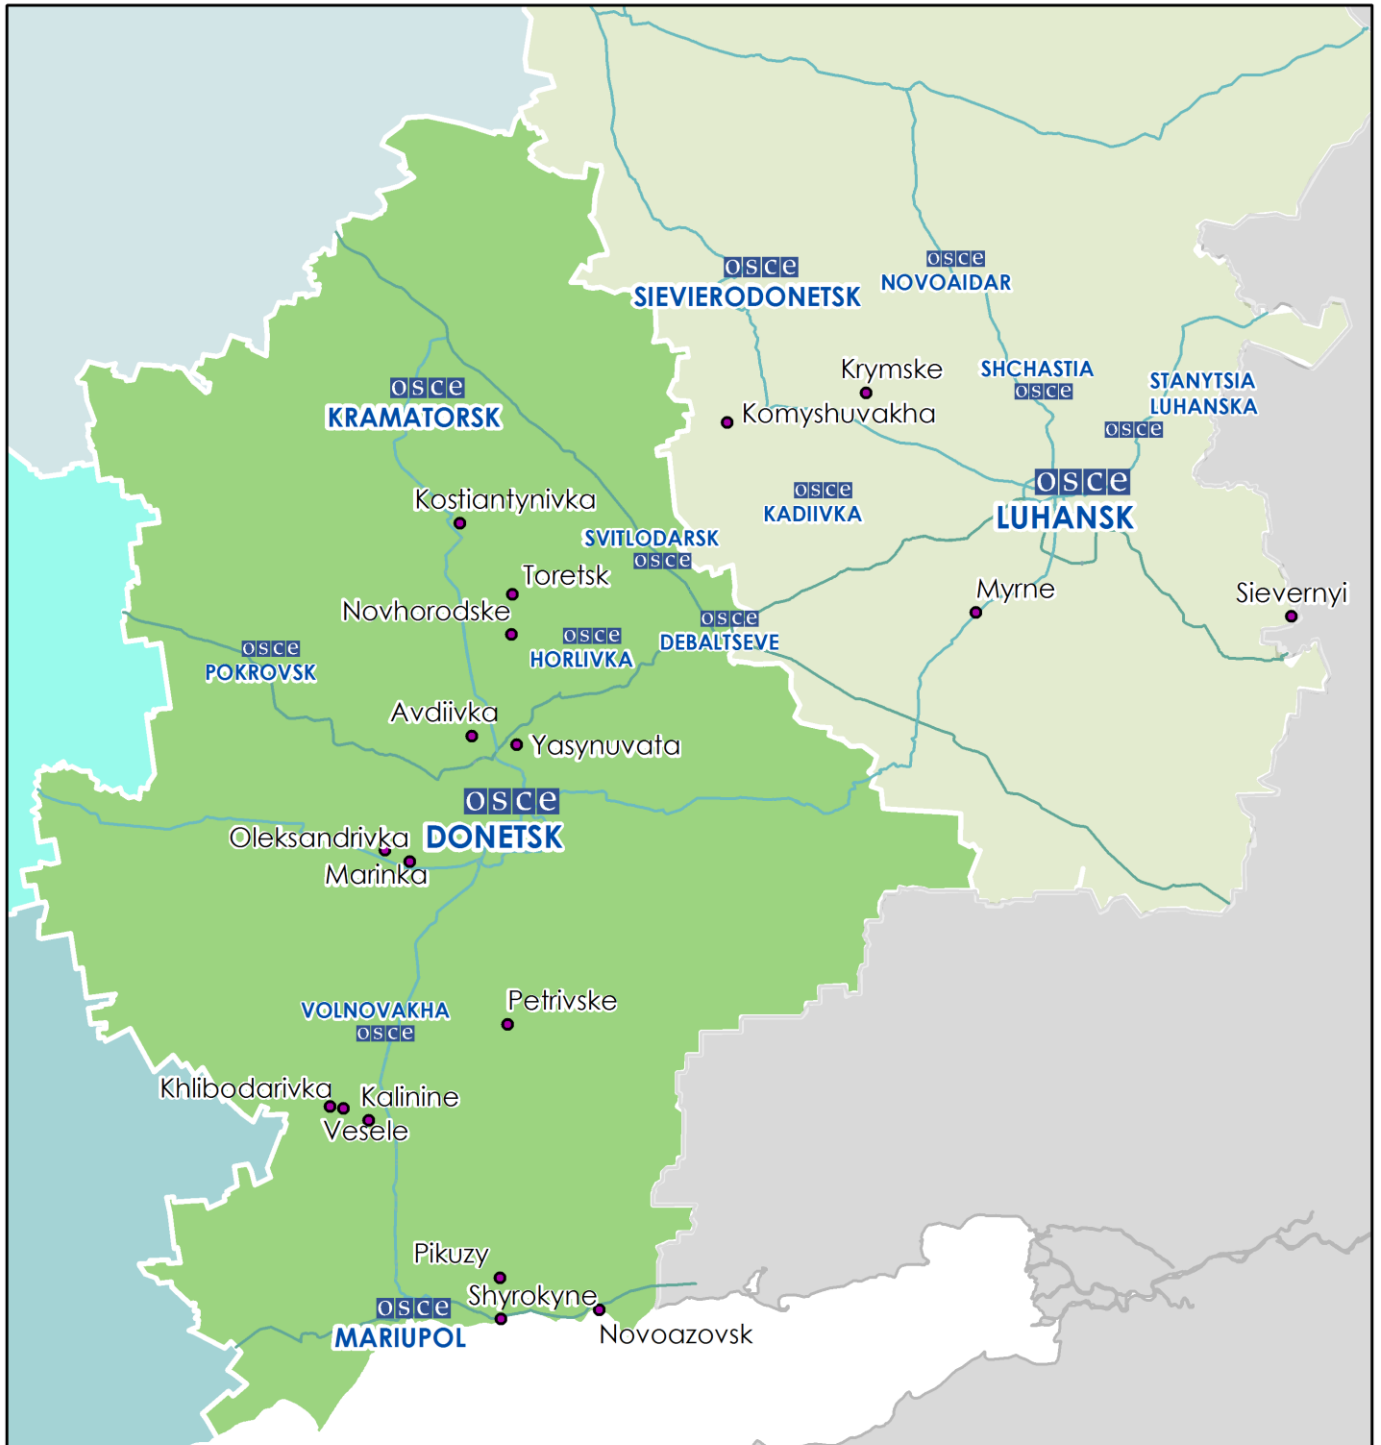 osce
NOVOAIDAR
osce
SIEVIERODONETSK
Krymske
SHCHASTIA
osce
STANYTSIA
LUHANSKA
osce
osce
KRAMATORSK
Komyshuvakha
osce
LUHANSK
osce
KADIIVKA
Kostiantynivka
SVITLODARSK
osce
Toretsk
Myrne
Sievernyi
Novhorodske
osce
HORLIVKA
osce
DEBALTSEVE
osce
POKROVSK
Avdiivka
Yasynuvata
osce
DONETSK
Oleksandrivka
Marinka
Petrivske
VOLNOVAKHA
osce
Khlibodarivka
Kalinine
Vesele
Pikuzy
Shyrokyne
osce
MARIUPOL
Novoazovsk